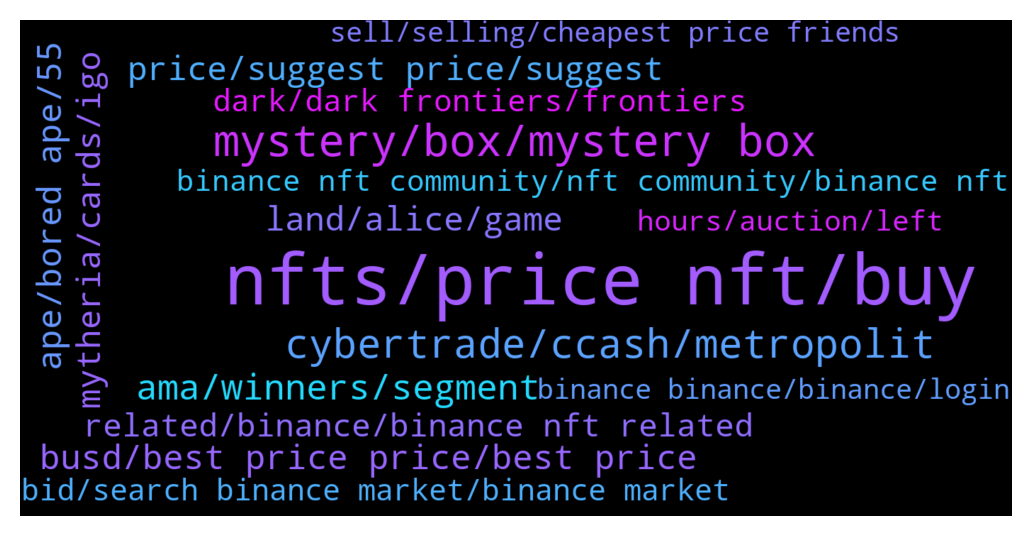 sell/selling/cheapest price friends
price/suggest price/suggest
dark/dark frontiers/frontiers
mystery/box/mystery box
binance nft community/nft community/binance nft
land/alice/game
hours/auction/left
nfts/price nft/buy
cybertrade/ccash/metropolit
ama/winners/segment
binance binance/binance/login
related/binance/binance nft related
busd/best price price/best price
bid/search binance market/binance market
ape/bored ape/55
mytheria/cards/igo